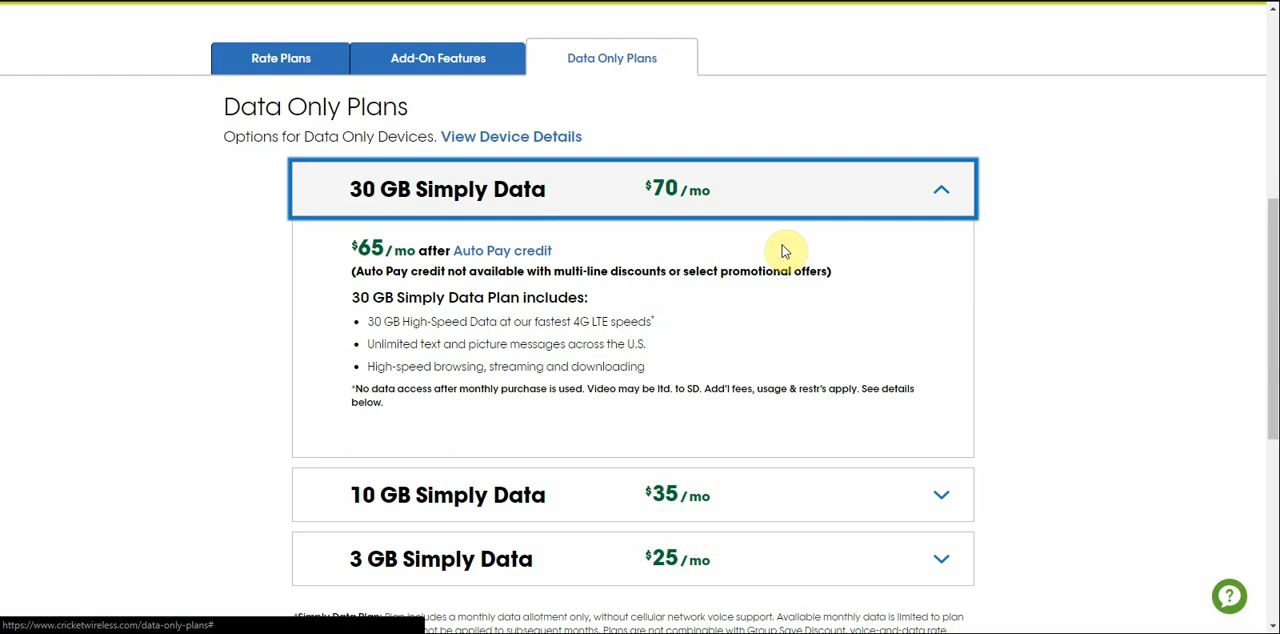 Rate Plans
Add-On Features
Data Only Plans
Data Only Plans
Options for Data Only Devices. View Device Details
30 GB Simply Data $70/mo
$65/mo after Auto Pay credit
(Auto Pay credit not available with multi-line discounts or select promotional offers)
30 GB Simply Data Plan includes:
• 30 GB High-Speed Data at our fastest 4G LTE speeds*
• Unlimited text and picture messages across the U.S.
• High-speed browsing, streaming and downloading
*No data access after monthly purchase is used. Video may be ltd. to SD. Add'l fees, usage & restr's apply. See details
below.
10 GB Simply Data $35/mo
3 GB Simply Data $25/mo
*Simply Data Plan: Plan includes a monthly data allotment only, without cellular network voice support. Available monthly data is limited to plan
not be applied to subsequent months. Plans are not combinable with Group Save Discount, voice-and-data rate
https://www.cricketwireless.com/data-only-plans#
?